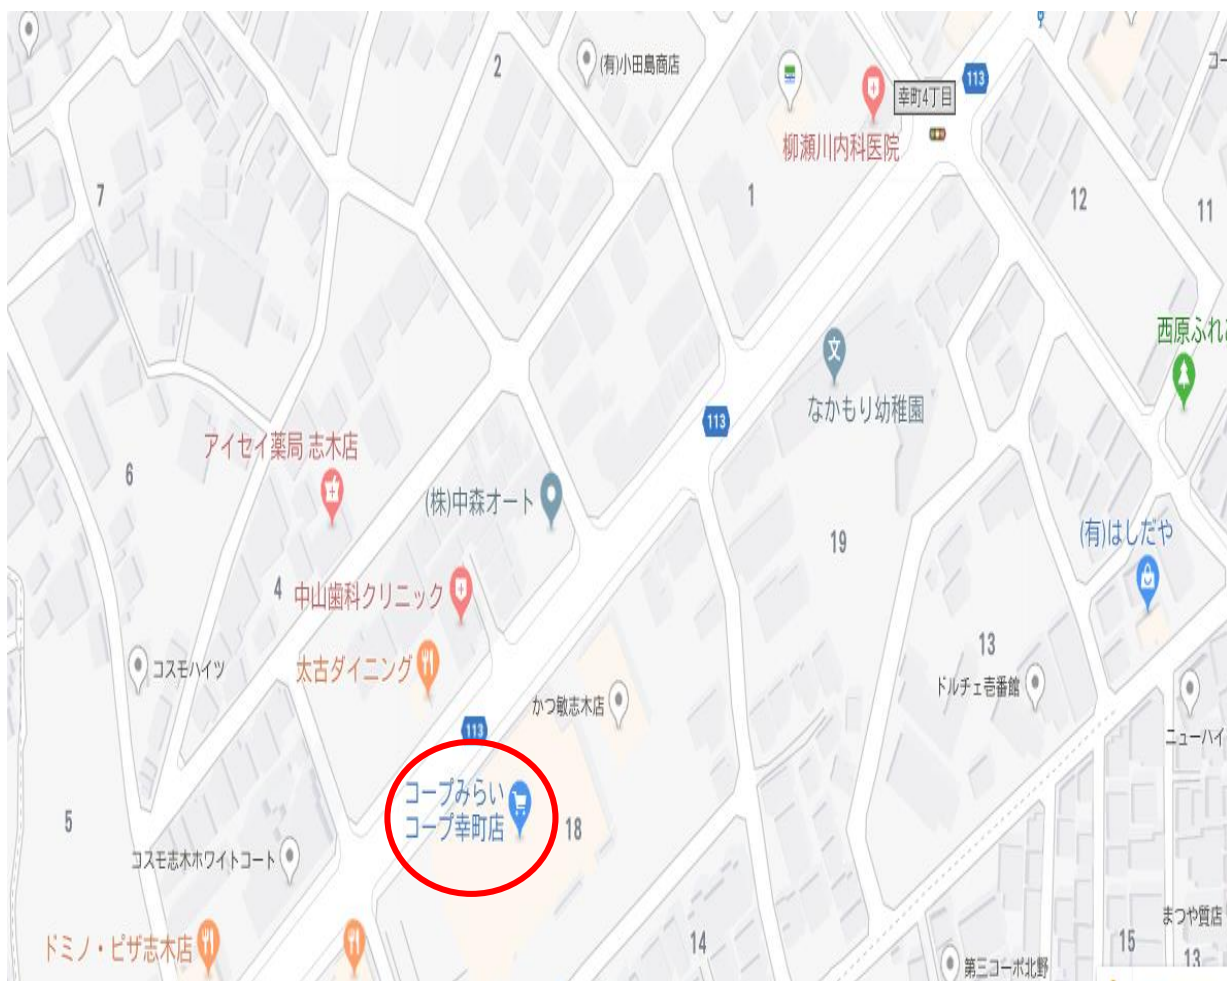 2
(有)小田島商店
113
幸町4丁目
柳瀬川内科医院
7
1
12
11
西原ふれ
文
なかもり幼稚園
113
アイセイ薬局 志木店
6
(株)中森オート
19
(有)はしだや
4
中山歯科クリニック
コスモハイツ
太古ダイニング
13
ドルチェ壱番館
かつ敏志木店
113
ニューハイ
コープみらい
コープ幸町店
5
18
コスモ志木ホワイトコート
まつや質店
ドミノ・ピザ志木店
14
15
13
第三コーポ北野